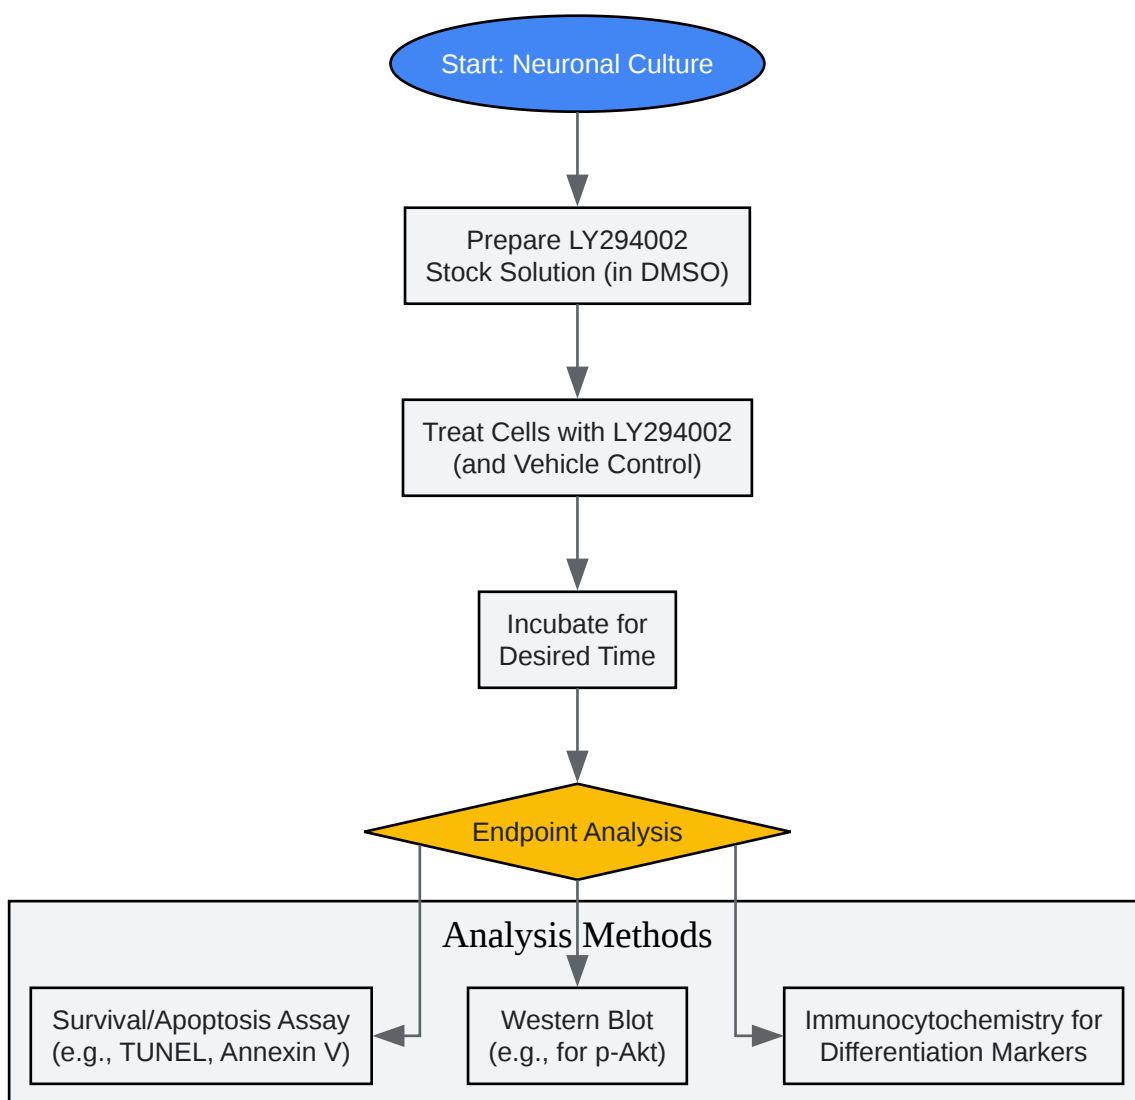 Start: Neuronal Culture
Prepare LY294002
Stock Solution (in DMSO)
Treat Cells with LY294002
(and Vehicle Control)
Incubate for
Desired Time
Endpoint Analysis
Analysis Methods
Survival/Apoptosis Assay
(e.g., TUNEL, Annexin V)
Western Blot
(e.g., for p-Akt)
Immunocytochemistry for
Differentiation Markers